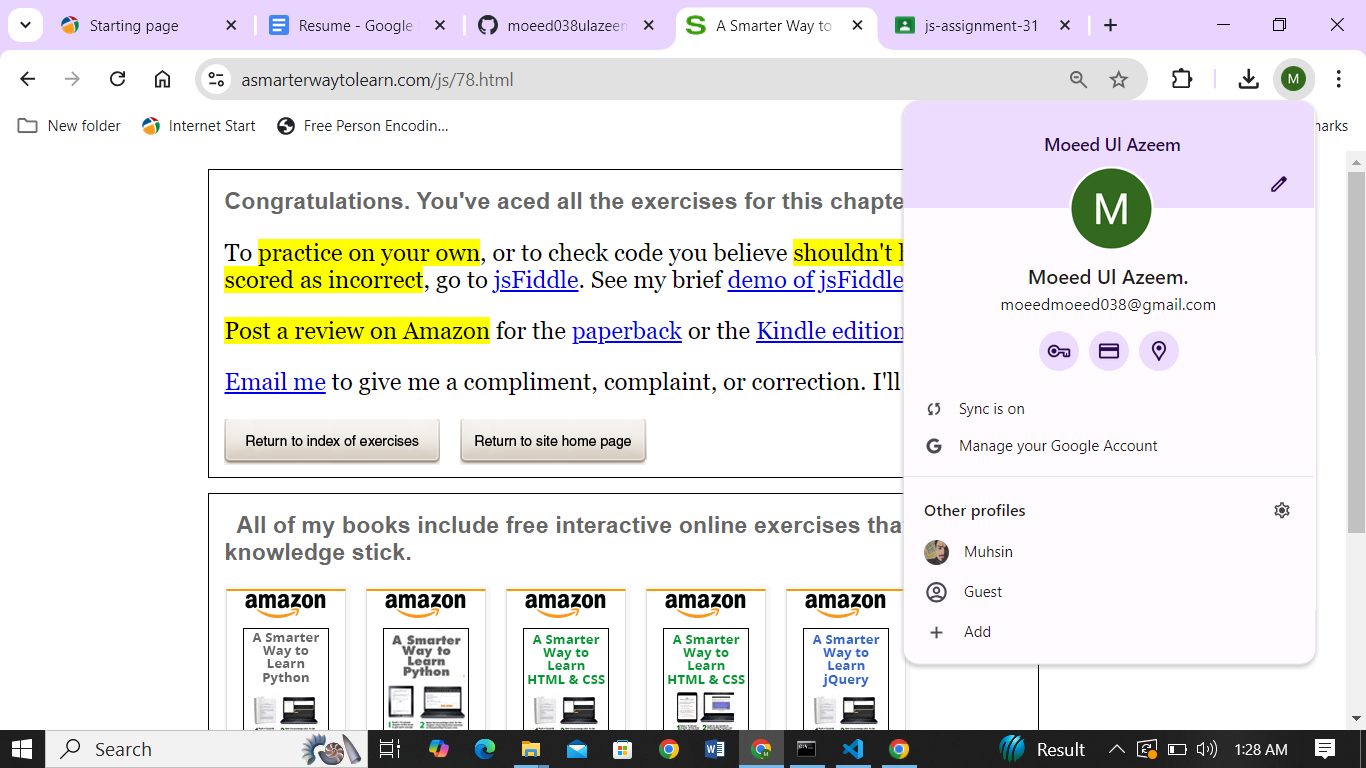 Starting page
Resume - Google
moeed038ulazeem
A Smarter Way to
js-assignment-31
asmarterwaytolearn.com/js/78.html
M
New folder
Internet Start
Free Person Encodin...
marks
Congratulations. You've aced all the exercises for this chapte
To practice on your own, or to check code you believe shouldn't
scored as incorrect, go to jsFiddle. See my brief demo of jsFiddle
Post a review on Amazon for the paperback or the Kindle edition
Email me to give me a compliment, complaint, or correction. I'll
Return to index of exercises
Return to site home page
All of my books include free interactive online exercises tha
knowledge stick.
amazon
A Smarter
Way to
Learn
Python
amazon
A Smarter
Way to
Learn
Python
amazon
A Smarter
Way to
Learn
HTML & CSS
amazon
A Smarter
Way to
Learn
HTML & CSS
amazon
A Smarter
Way to
Learn
jQuery
Moeed Ul Azeem
M
Moeed Ul Azeem.
moeedmoeed038@gmail.com
Sync is on
Manage your Google Account
Other profiles
Muhsin
Guest
Add
Search
Result
1:28 AM